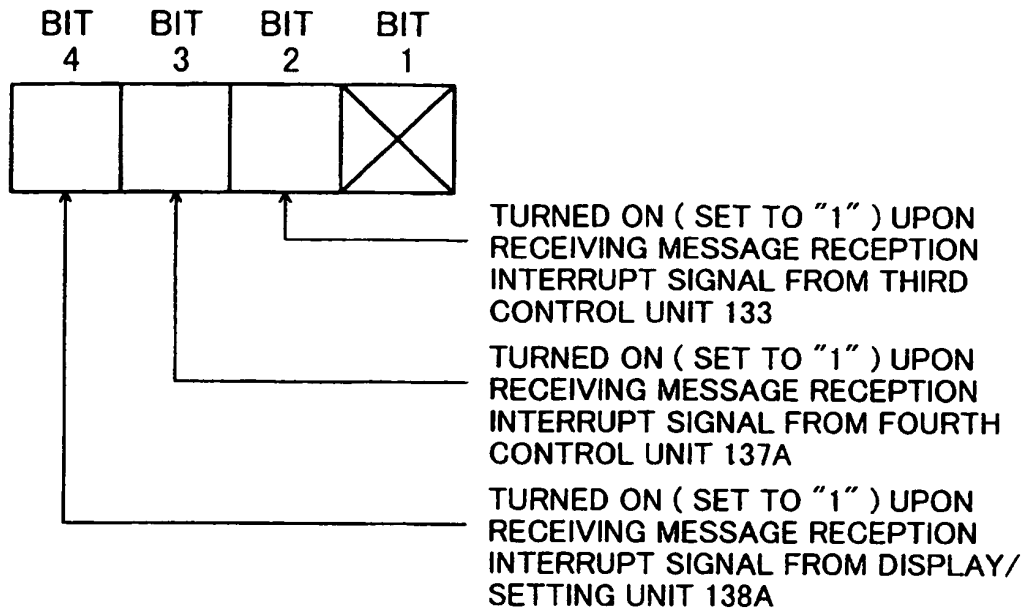 BIT BIT BIT BIT
4 3 2 1
TURNED ON ( SET TO "1" ) UPON
RECEIVING MESSAGE RECEPTION
INTERRUPT SIGNAL FROM THIRD
CONTROL UNIT 133
TURNED ON ( SET TO "1" ) UPON
RECEIVING MESSAGE RECEPTION
INTERRUPT SIGNAL FROM FOURTH
CONTROL UNIT 137A
TURNED ON ( SET TO "1" ) UPON
RECEIVING MESSAGE RECEPTION
INTERRUPT SIGNAL FROM DISPLAY/
SETTING UNIT 138A